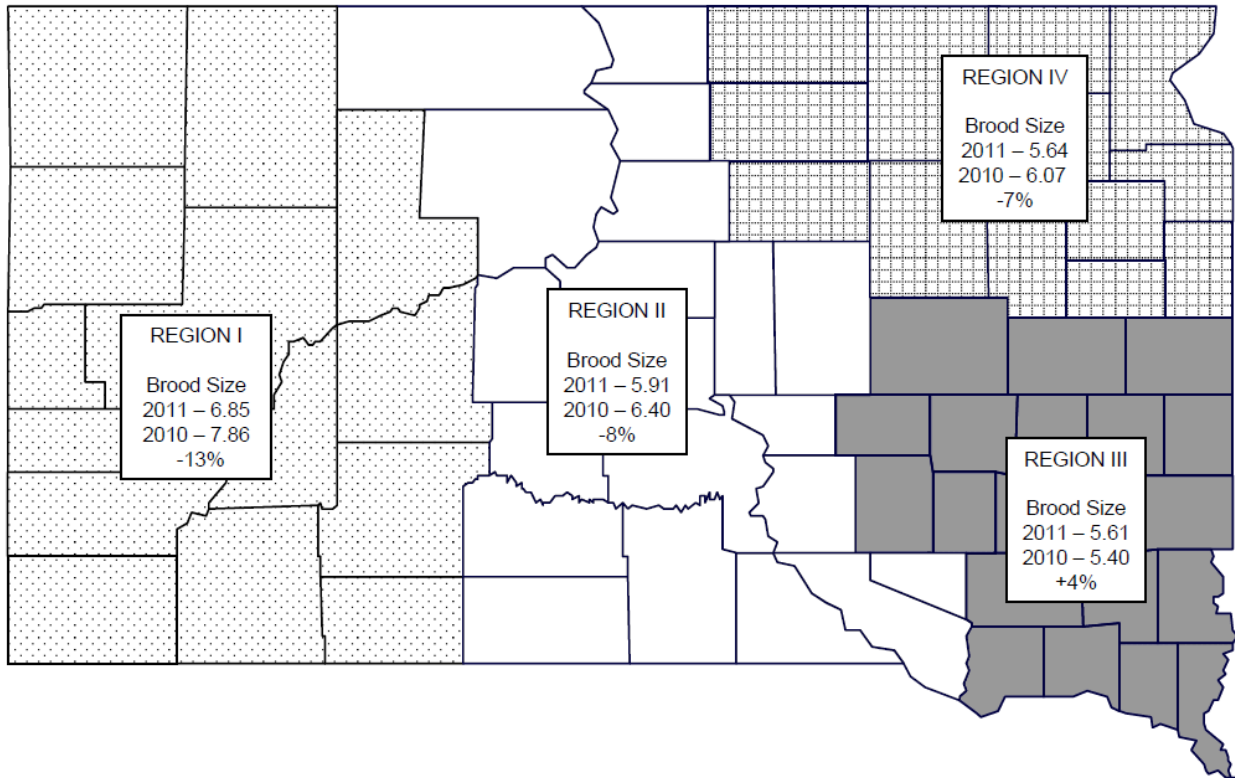 REGION I
Brood Size
2011 – 6.85
2010 – 7.86
-13%
REGION II
Brood Size
2011 – 5.91
2010 – 6.40
-8%
REGION IV
Brood Size
2011 – 5.64
2010 – 6.07
-7%
REGION III
Brood Size
2011 – 5.61
2010 – 5.40
+4%